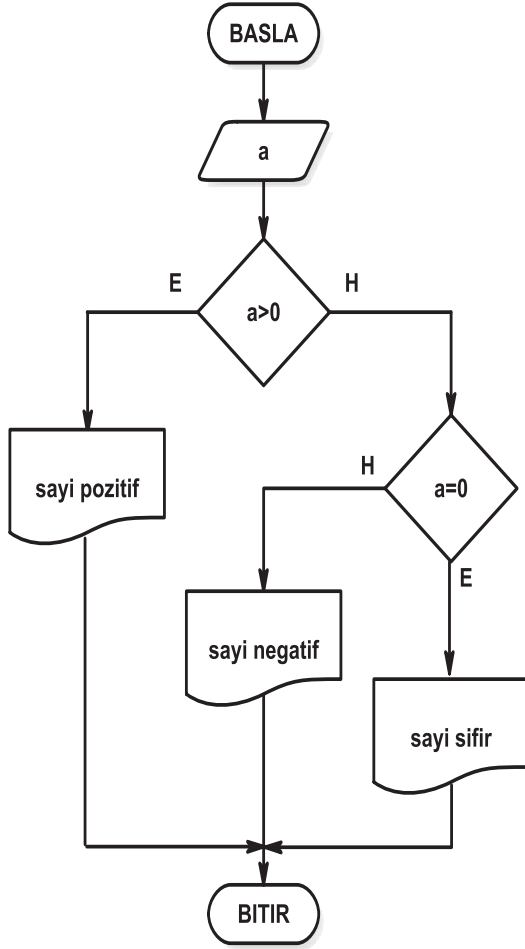 BASLA
a
E
H
a>0
sayi pozitif
H
a=0
E
sayi negatif
sayi sifir
BITIR